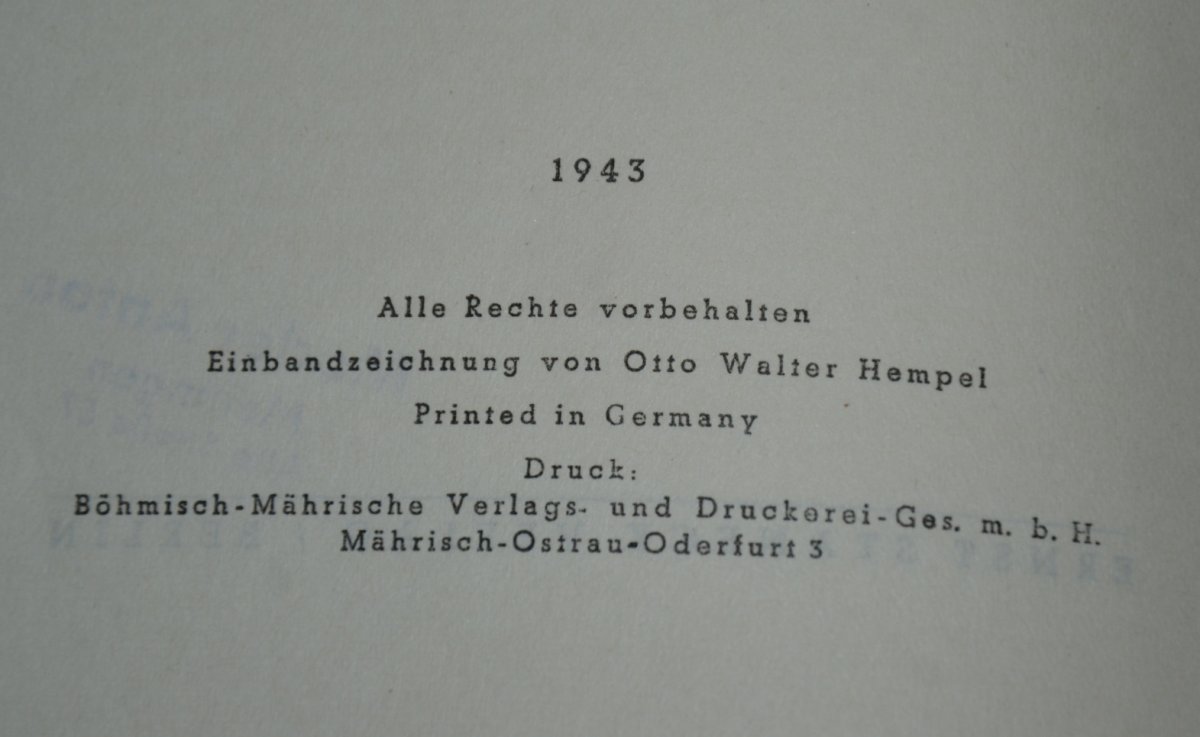 1943
Alle Rechte vorbehalten
Einbandzeichnung von Otto Walter Hempel
Printed in Germany
Druck:
Böhmisch-Mährische Verlags- und Druckerei-Ges. m. b. H.
Mährisch-Ostrau-Oderfurt 3